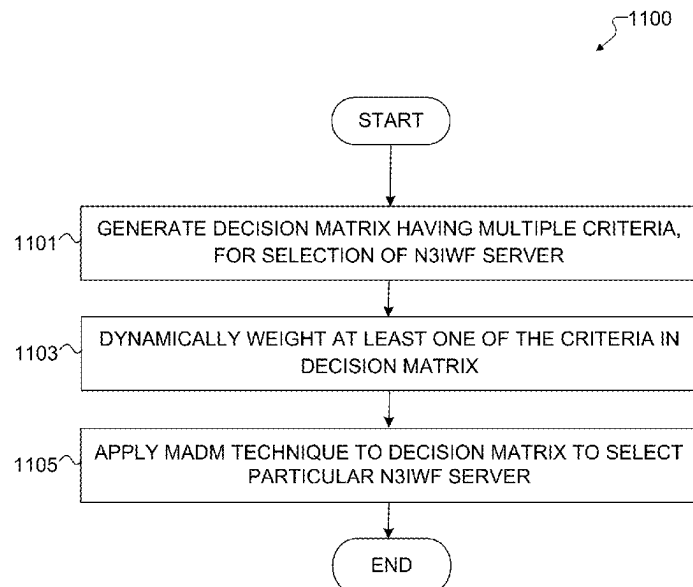 1100
START
1101
GENERATE DECISION MATRIX HAVING MULTIPLE CRITERIA,
FOR SELECTION OF N3IWF SERVER
1103
DYNAMICALLY WEIGHT AT LEAST ONE OF THE CRITERIA IN
DECISION MATRIX
1105
APPLY MADM TECHNIQUE TO DECISION MATRIX TO SELECT
PARTICULAR N3IWF SERVER
END